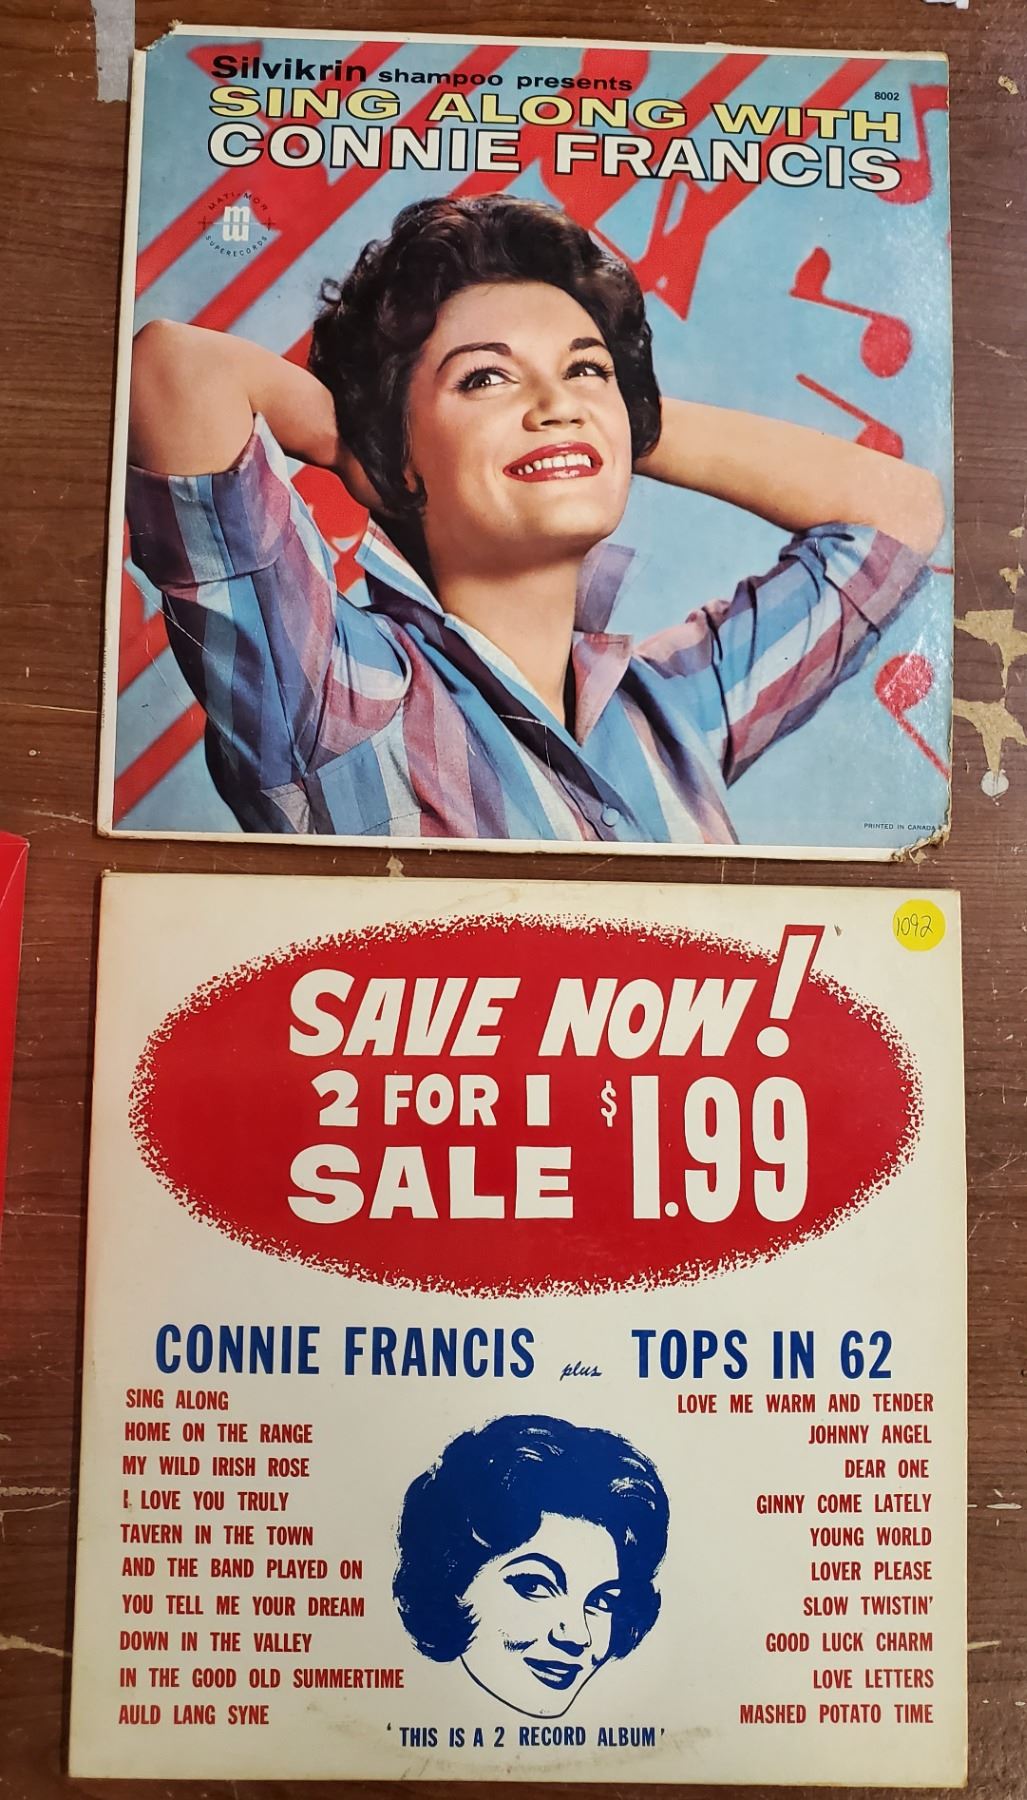 Silvikrin shampoo presents
8002
SING ALONG WITH
CONNIE FRANCIS
MATI-MOR
SUPERECORDS
PRINTED IN CANADA
1092
SAVE NOW!
2 FOR 1
SALE
$1.99
CONNIE FRANCIS plus TOPS IN 62
SING ALONG
HOME ON THE RANGE
MY WILD IRISH ROSE
I LOVE YOU TRULY
TAVERN IN THE TOWN
AND THE BAND PLAYED ON
YOU TELL ME YOUR DREAM
DOWN IN THE VALLEY
IN THE GOOD OLD SUMMERTIME
AULD LANG SYNE
LOVE ME WARM AND TENDER
JOHNNY ANGEL
DEAR ONE
GINNY COME LATELY
YOUNG WORLD
LOVER PLEASE
SLOW TWISTIN'
GOOD LUCK CHARM
LOVE LETTERS
MASHED POTATO TIME
'THIS IS A 2 RECORD ALBUM'